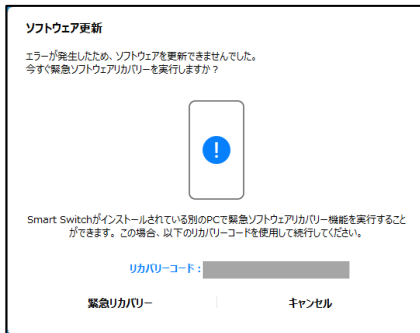 ソフトウェア更新
エラーが発生したため、ソフトウェアを更新できませんでした。
今すぐ緊急ソフトウェアリカバリーを実行しますか?
Smart Switchがインストールされている別のPCで緊急ソフトウェアリカバリー機能を実行すること
ができます。この場合、以下のリカバリーコードを使用して続行してください。
リカバリーコード :
緊急リカバリー キャンセル